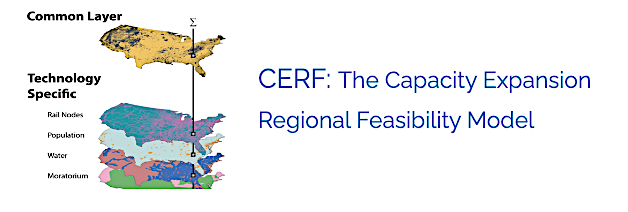 Common Layer
Σ
Technology
Specific
Rail Nodes
Population
Water
Moratorium
CERF: The Capacity Expansion
Regional Feasibility Model